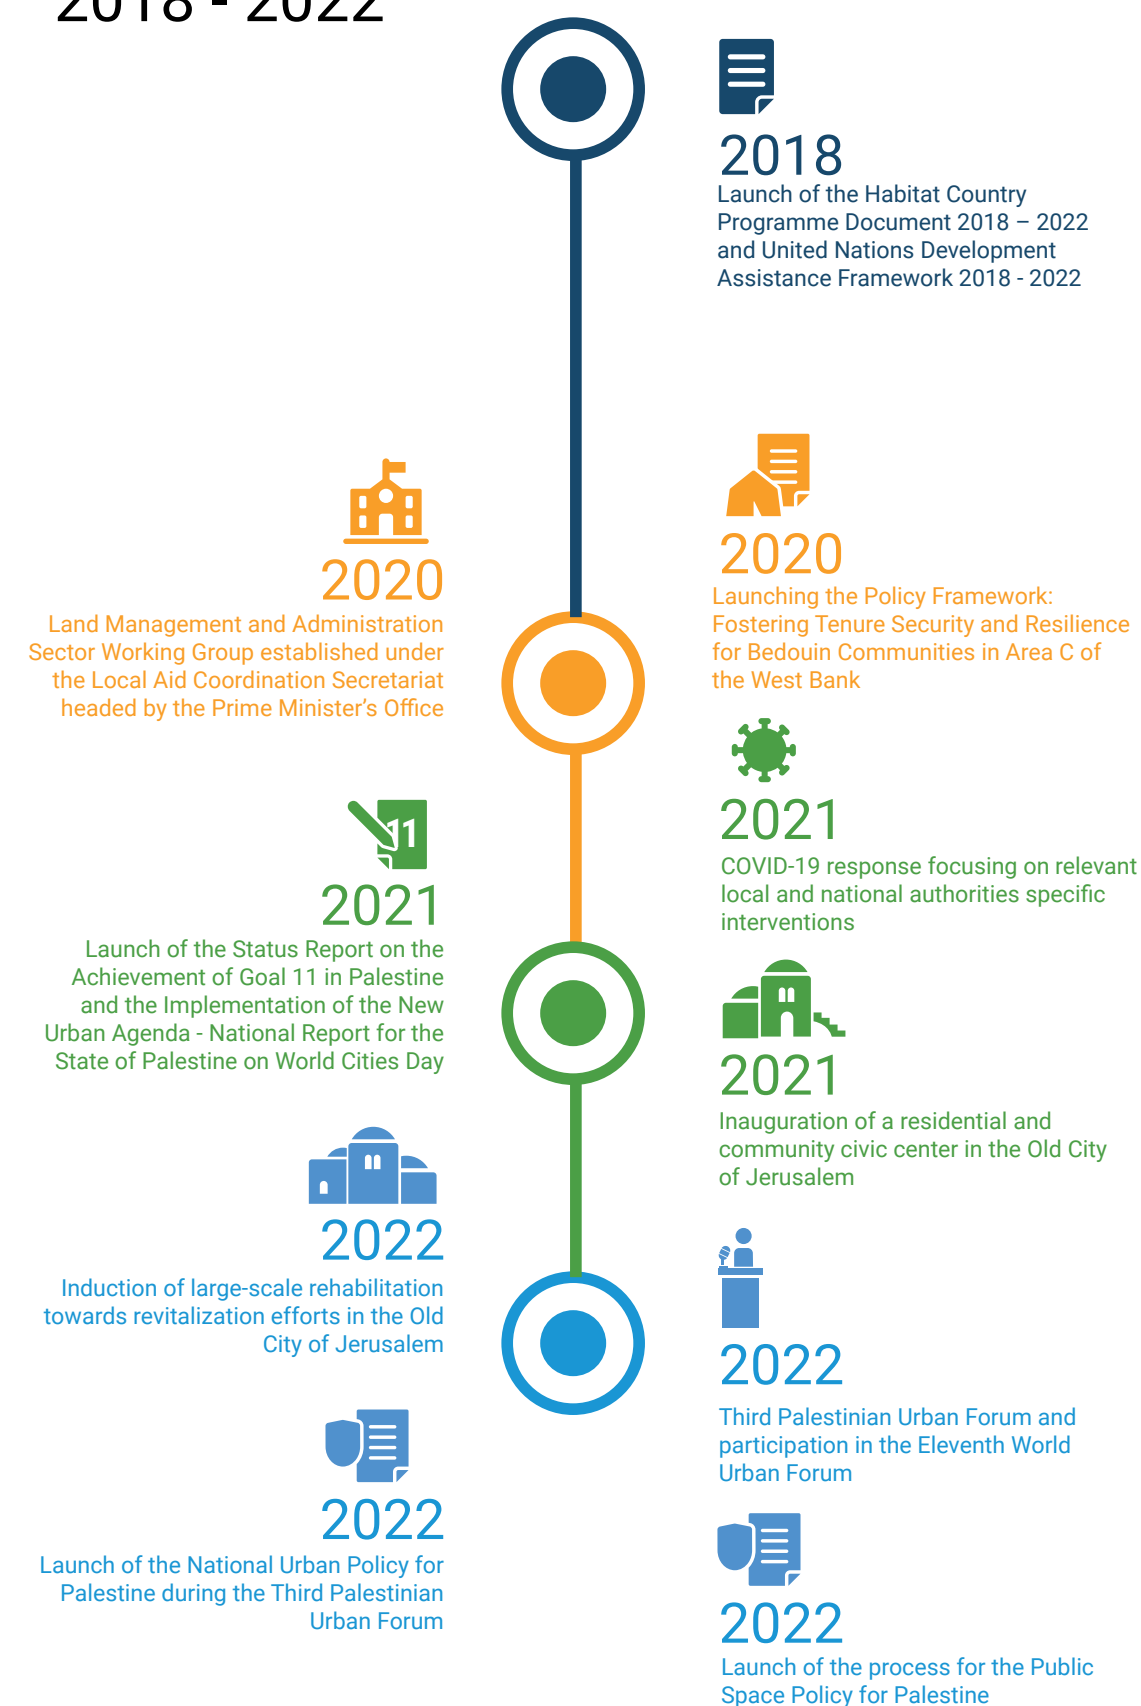 2018 - 2022
2018
Launch of the Habitat Country
Programme Document 2018 – 2022
and United Nations Development
Assistance Framework 2018 - 2022
2020
Land Management and Administration
Sector Working Group established under
the Local Aid Coordination Secretariat
headed by the Prime Minister’s Office
2020
Launching the Policy Framework:
Fostering Tenure Security and Resilience
for Bedouin Communities in Area C of
the West Bank
2021
COVID-19 response focusing on relevant
local and national authorities specific
interventions
11
2021
Launch of the Status Report on the
Achievement of Goal 11 in Palestine
and the Implementation of the New
Urban Agenda - National Report for the
State of Palestine on World Cities Day
2021
Inauguration of a residential and
community civic center in the Old City
of Jerusalem
2022
Induction of large-scale rehabilitation
towards revitalization efforts in the Old
City of Jerusalem
2022
Third Palestinian Urban Forum and
participation in the Eleventh World
Urban Forum
2022
Launch of the National Urban Policy for
Palestine during the Third Palestinian
Urban Forum
2022
Launch of the process for the Public
Space Policy for Palestine